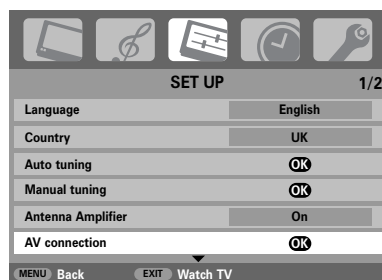 SET UP 1/2
Language English
Country UK
Auto tuning OK
Manual tuning OK
Antenna Amplifier On
AV connection OK
MENU Back EXIT Watch TV